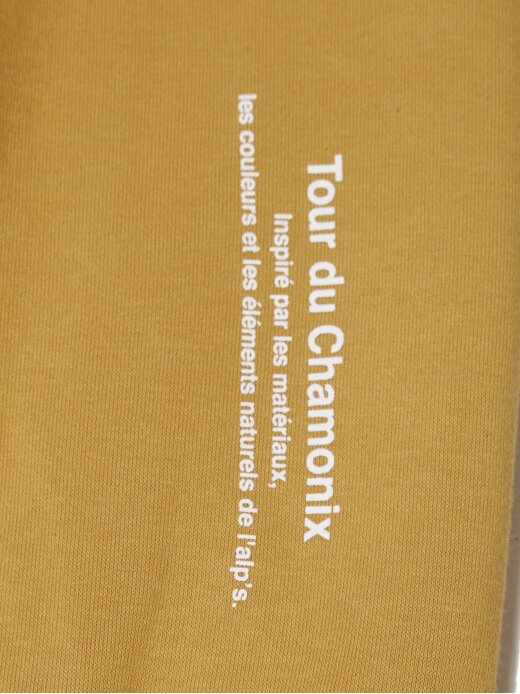 Tour du Chamonix
Inspiré par les matériaux,
les couleurs et les éléments naturels de l'alp's.